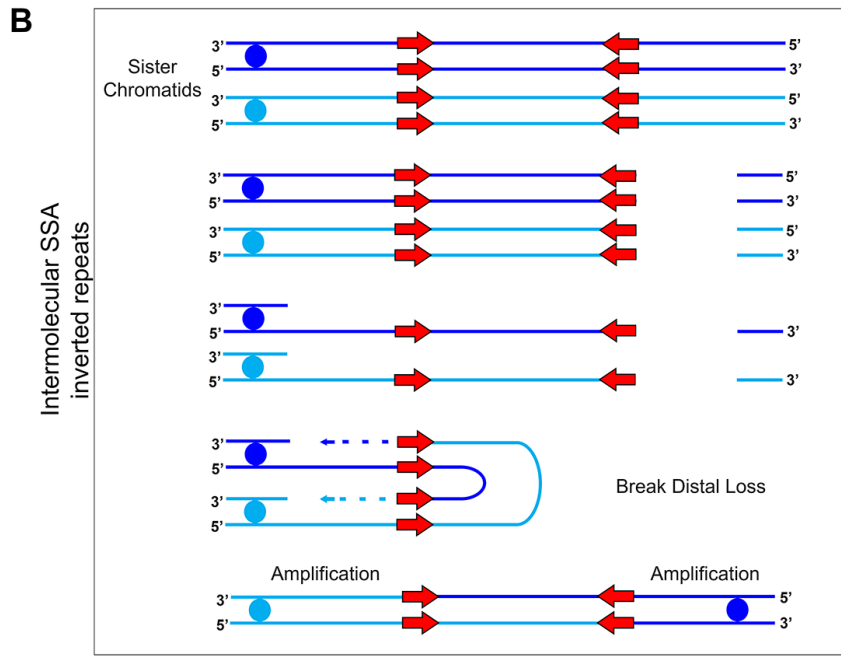 B
Intermolecular SSA
inverted repeats
Sister
Chromatids
3’ 5’
5’ 3’
3’ 5’
5’ 3’
3’ 5’
5’ 3’
3’ 5’
5’ 3’
3’
5’ 3’
3’
5’ 3’
3’
5’
3’
5’
Break Distal Loss
Amplification Amplification
3’ 5’
5’ 3’